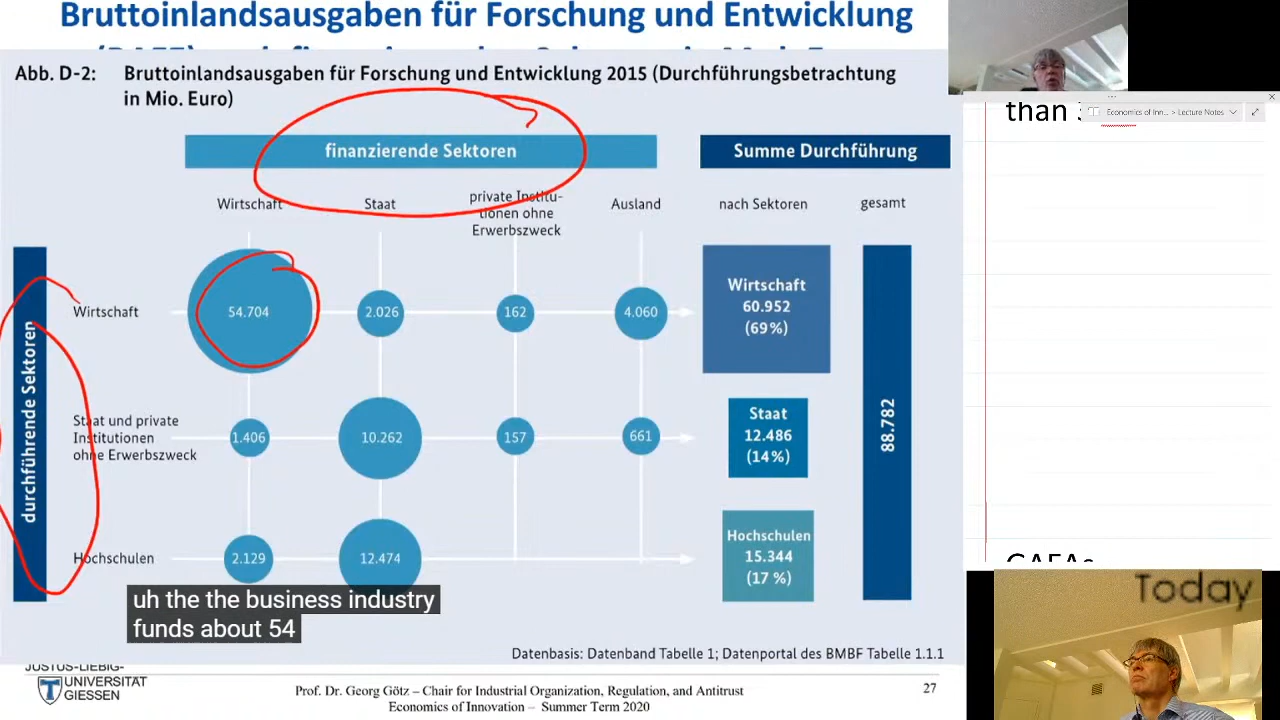 Bruttoinlandsausgaben für Forschung und Entwicklung
Abb. D-2: Bruttoinlandsausgaben für Forschung und Entwicklung 2015 (Durchführungsbetrachtung
in Mio. Euro)
finanzierende Sektoren
Summe Durchführung
Wirtschaft
Staat
private Institu-
tionen ohne
Erwerbszweck
Ausland
nach Sektoren
gesamt
durchführende Sektoren
Wirtschaft
54.704
2.026
162
4.060
Wirtschaft
60.952
(69%)
Staat und private
Institutionen
ohne Erwerbszweck
1.406
10.262
157
661
Staat
12.486
(14%)
88.782
Hochschulen
2.129
12.474
Hochschulen
15.344
(17 %)
uh the the business industry
funds about 54
Datenbasis: Datenband Tabelle 1; Datenportal des BMBF Tabelle 1.1.1
JUSTUS-LIEBIG-
UNIVERSITAT
GIESSEN
Prof. Dr. Georg Götz – Chair for Industrial Organization, Regulation, and Antitrust
Economics of Innovation – Summer Term 2020
27
than
Economics of Inn... > Lecture Notes
GAFAs
Today